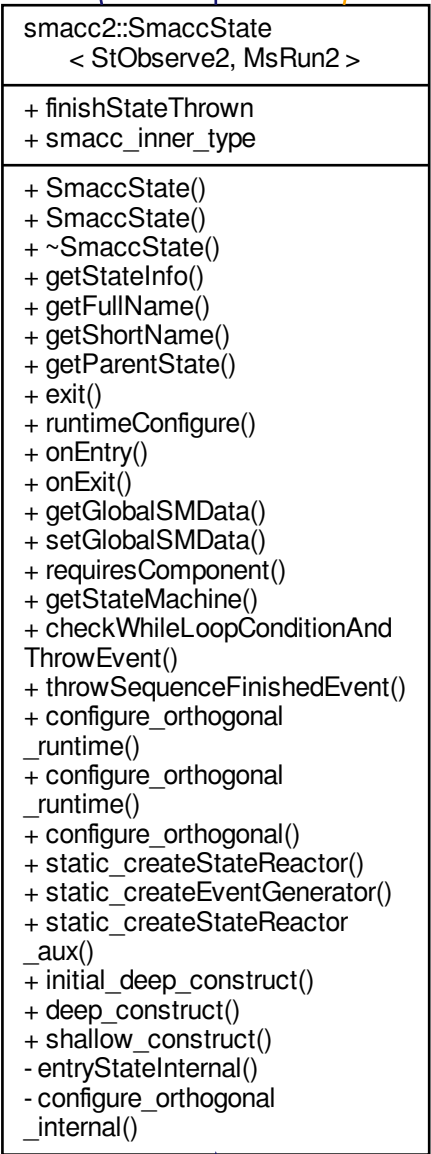 smacc2::SmaccState
< StObserve2, MsRun2 >
+ finishStateThrown
+ smacc_inner_type
+ SmaccState()
+ SmaccState()
+ ~SmaccState()
+ getStateInfo()
+ getFullName()
+ getShortName()
+ getParentState()
+ exit()
+ runtimeConfigure()
+ onEntry()
+ onExit()
+ getGlobalSMData()
+ setGlobalSMData()
+ requiresComponent()
+ getStateMachine()
+ checkWhileLoopConditionAnd
ThrowEvent()
+ throwSequenceFinishedEvent()
+ configure_orthogonal
_runtime()
+ configure_orthogonal
_runtime()
+ configure_orthogonal()
+ static_createStateReactor()
+ static_createEventGenerator()
+ static_createStateReactor
_aux()
+ initial_deep_construct()
+ deep_construct()
+ shallow_construct()
- entryStateInternal()
- configure_orthogonal
_internal()